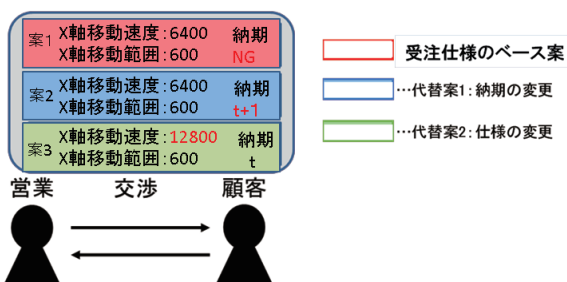 案1 X軸移動速度:6400 納期
X軸移動範囲:600 NG
案2 X軸移動速度:6400 納期
X軸移動範囲:600 t+1
案3 X軸移動速度:12800 納期
X軸移動範囲:600 t
営業 交渉 顧客
受注仕様のベース案
…代替案1:納期の変更
…代替案2:仕様の変更